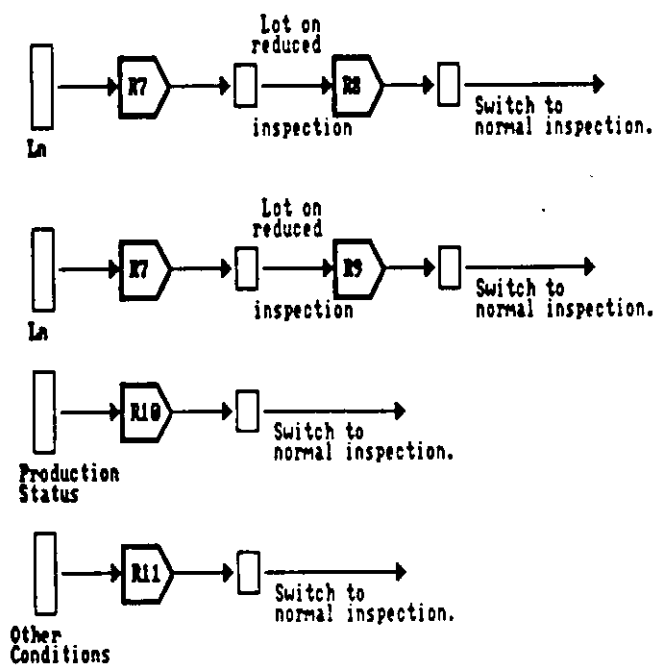 Lot on
reduced
R7
R8
inspection
Switch to
normal inspection.
Ln
Lot on
reduced
R7
R9
inspection
Switch to
normal inspection.
Ln
R10
Switch to
normal inspection.
Production
Status
R11
Switch to
normal inspection.
Other
Conditions